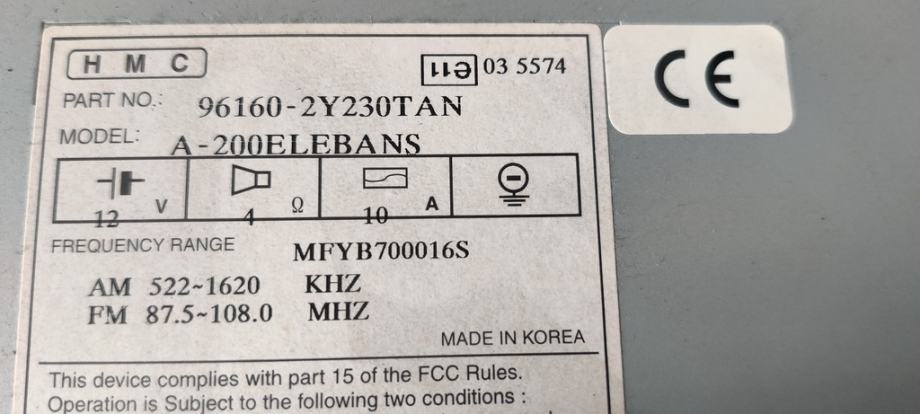 HMC
e11 03 5574
CE
PART NO.: 96160-2Y230TAN
MODEL: A-200ELEBANS
12 V 4 Ω 10 A
FREQUENCY RANGE MFYB700016S
AM 522~1620 KHZ
FM 87.5~108.0 MHZ
MADE IN KOREA
This device complies with part 15 of the FCC Rules.
Operation is Subject to the following two conditions :